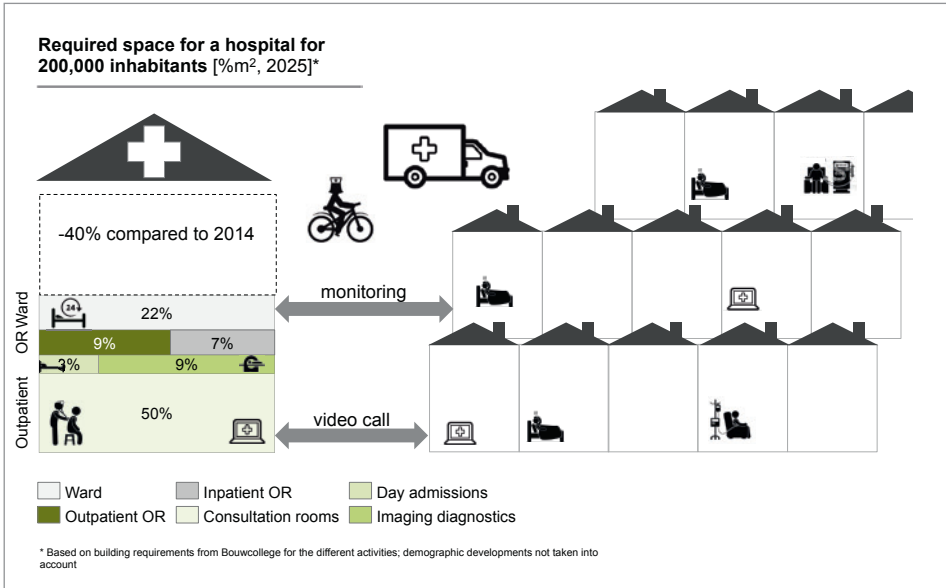 Required space for a hospital for
200,000 inhabitants [%m², 2025]*
-40% compared to 2014
monitoring
Ward
24
22%
OR
9%
7%
3%
9%
Outpatient
50%
video call
Ward
Inpatient OR
Day admissions
Outpatient OR
Consultation rooms
Imaging diagnostics
* Based on building requirements from Bouwcollege for the different activities; demographic developments not taken into
account